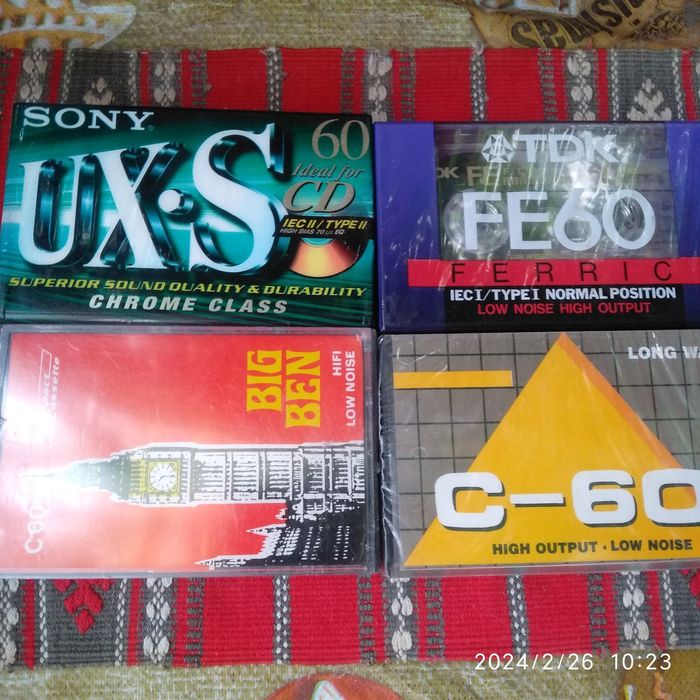 SONY
UX·S
60
Ideal for
CD
IEC II / TYPE II
HIGH BIAS 70 µs EQ
SUPERIOR SOUND QUALITY & DURABILITY
CHROME CLASS
TDK
FE60
FERRIC
IEC I / TYPE I NORMAL POSITION
LOW NOISE HIGH OUTPUT
BIG
BEN
HIFI
LOW NOISE
C-60
LONG
C-60
HIGH OUTPUT · LOW NOISE
2024/2/26 10:23